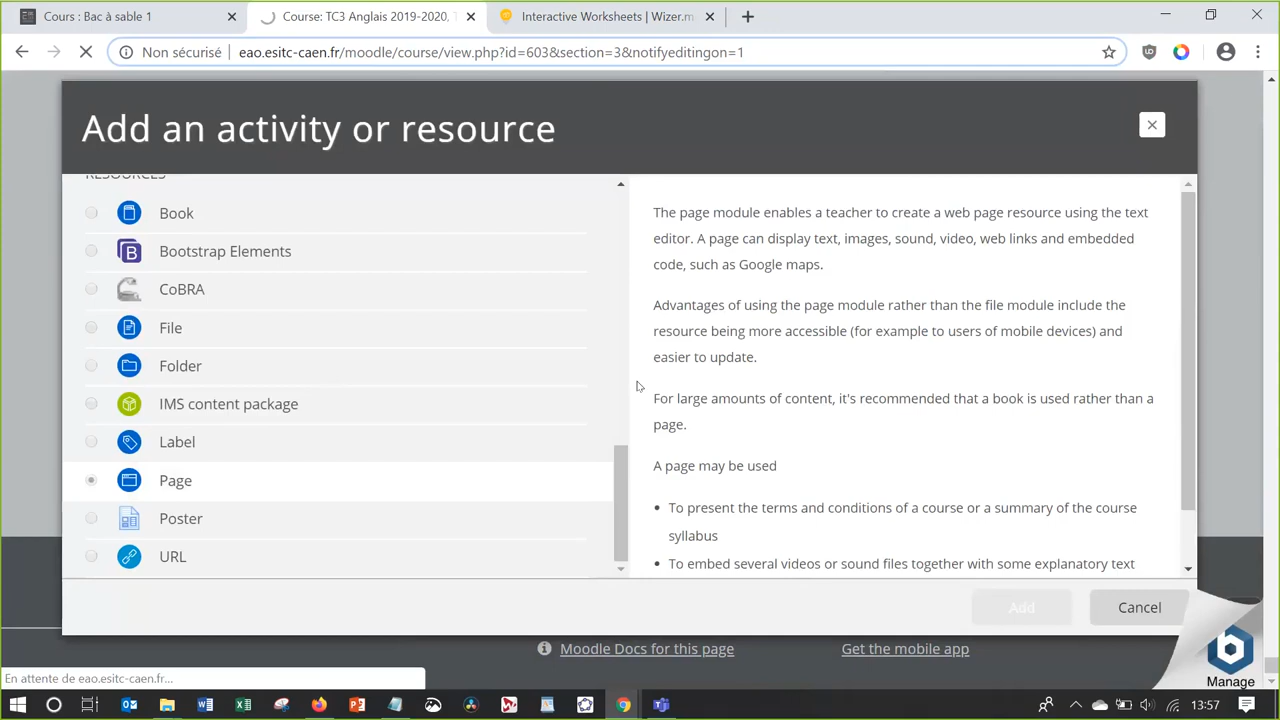 Cours : Bac à sable 1
Course: TC3 Anglais 2019-2020, T
Interactive Worksheets | Wizer.m
Non sécurisé
eao.esitc-caen.fr/moodle/course/view.php?id=603&section=3&notifyeditingon=1
Add an activity or resource
RESOURCES
Book
Bootstrap Elements
CoBRA
File
Folder
IMS content package
Label
Page
Poster
URL
The page module enables a teacher to create a web page resource using the text
editor. A page can display text, images, sound, video, web links and embedded
code, such as Google maps.
Advantages of using the page module rather than the file module include the
resource being more accessible (for example to users of mobile devices) and
easier to update.
For large amounts of content, it's recommended that a book is used rather than a
page.
A page may be used
• To present the terms and conditions of a course or a summary of the course
syllabus
• To embed several videos or sound files together with some explanatory text
Add
Cancel
Moodle Docs for this page
Get the mobile app
Manage
En attente de eao.esitc-caen.fr...
13:57